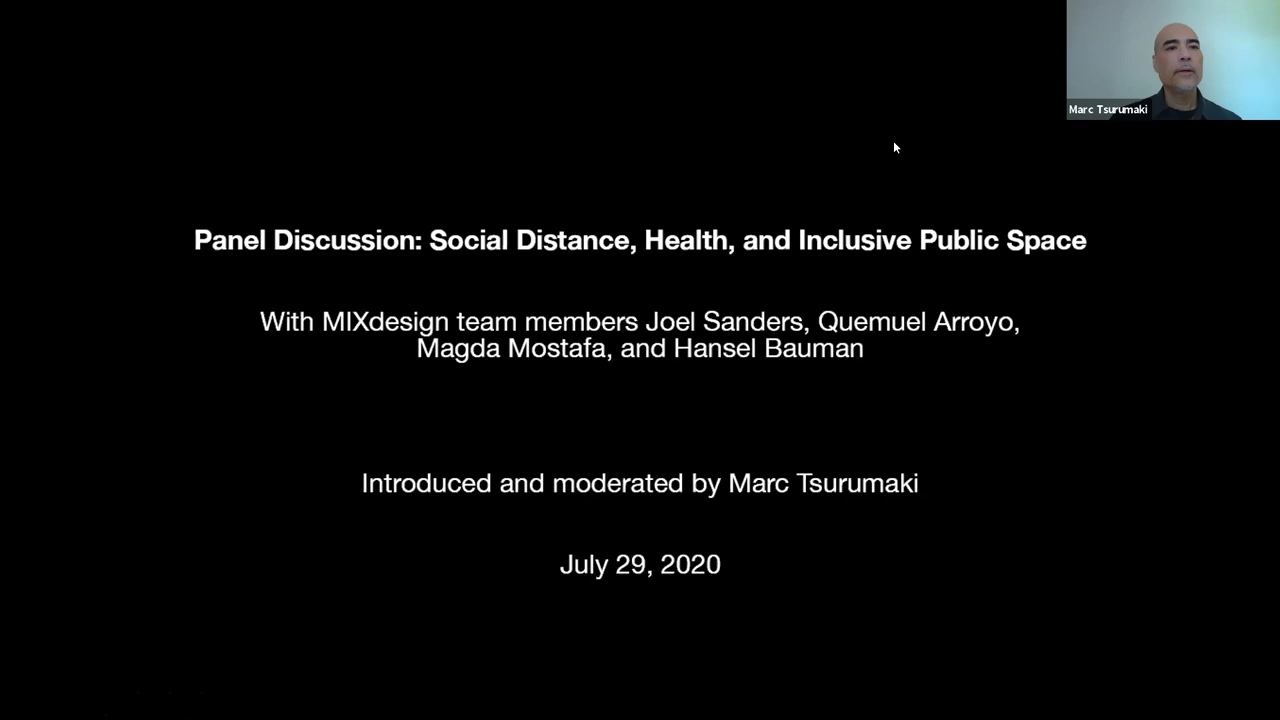 Marc Tsurumaki
Panel Discussion: Social Distance, Health, and Inclusive Public Space
With MIXdesign team members Joel Sanders, Quemuel Arroyo,
Magda Mostafa, and Hansel Bauman
Introduced and moderated by Marc Tsurumaki
July 29, 2020